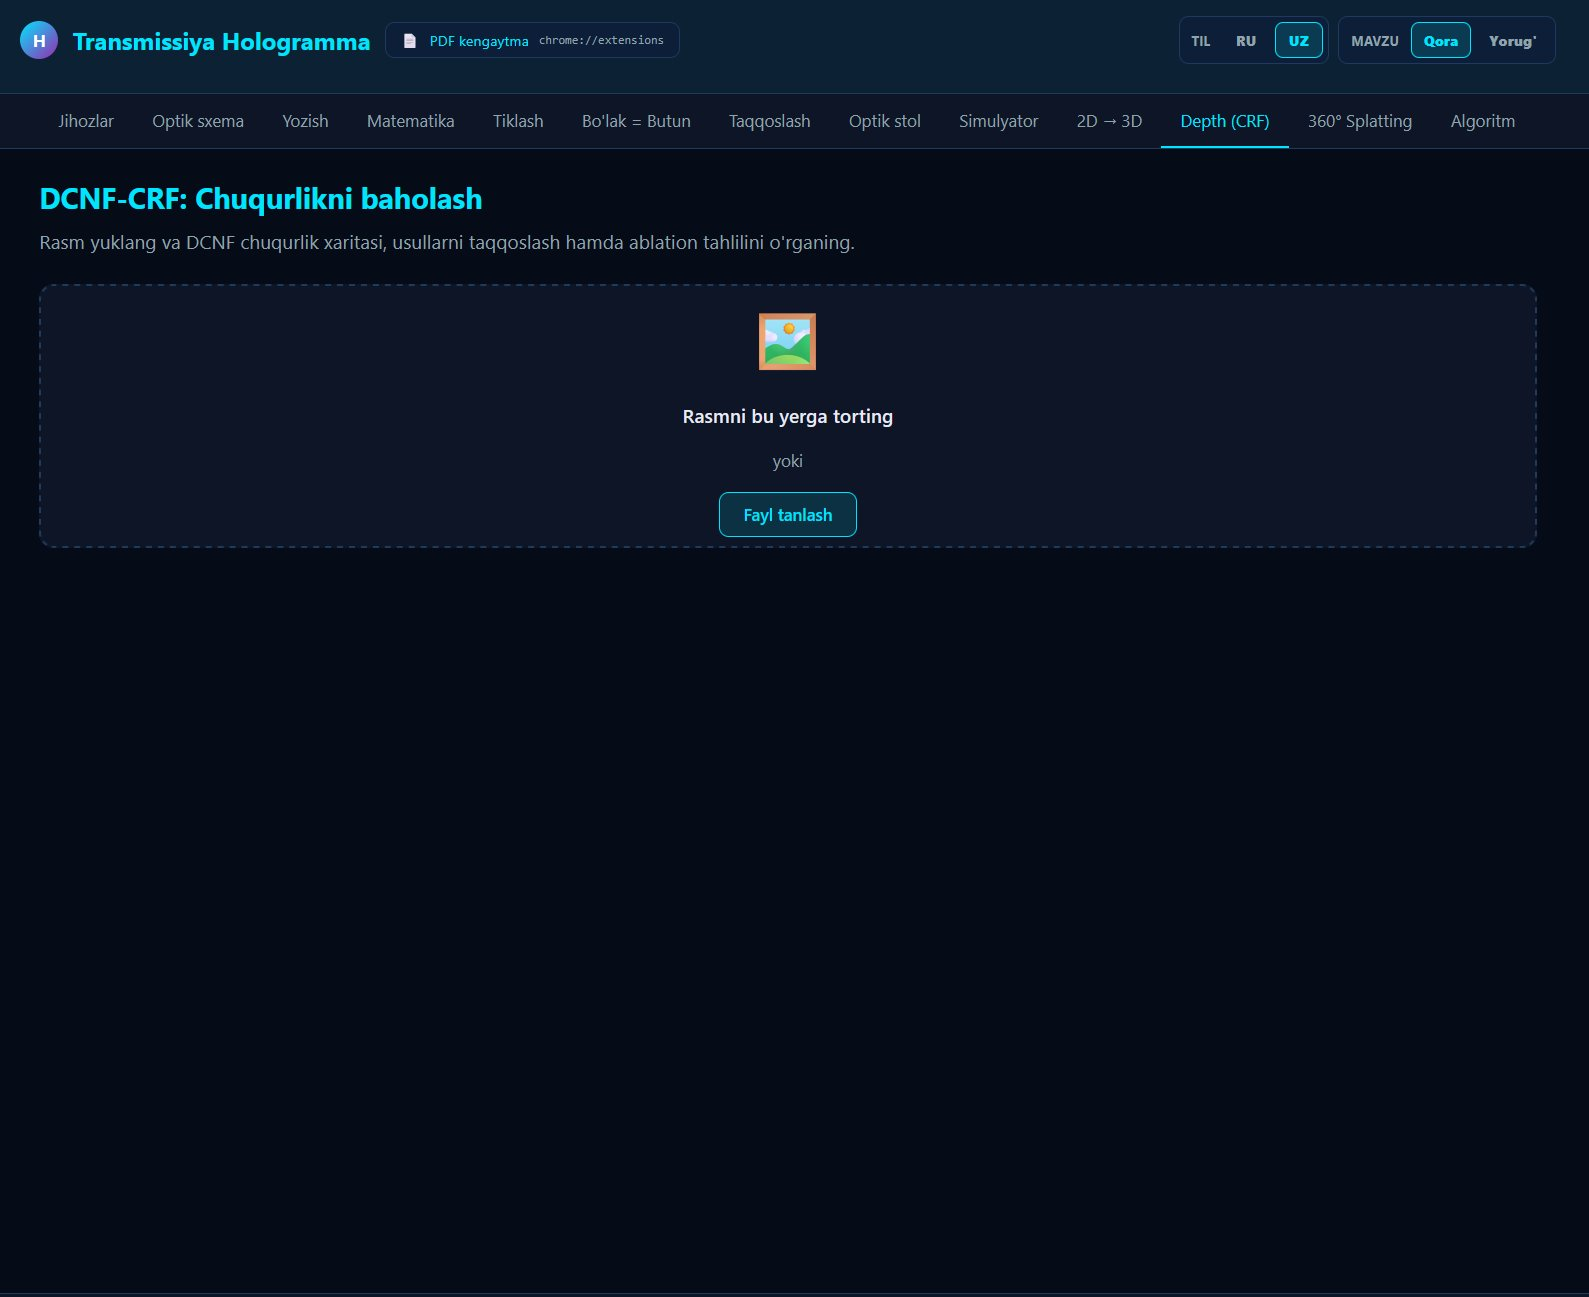 H Transmissiya Hologramma PDF kengaytma chrome://extensions TIL RU UZ MAVZU Qora Yorug'
Jihozlar Optik sxema Yozish Matematika Tiklash Bo'lak = Butun Taqqoslash Optik stol Simulyator 2D → 3D Depth (CRF) 360° Splatting Algoritm
DCNF-CRF: Chuqurlikni baholash
Rasm yuklang va DCNF chuqurlik xaritasi, usullarni taqqoslash hamda ablation tahlilini o'rganing.
Rasmni bu yerga torting
yoki
Fayl tanlash